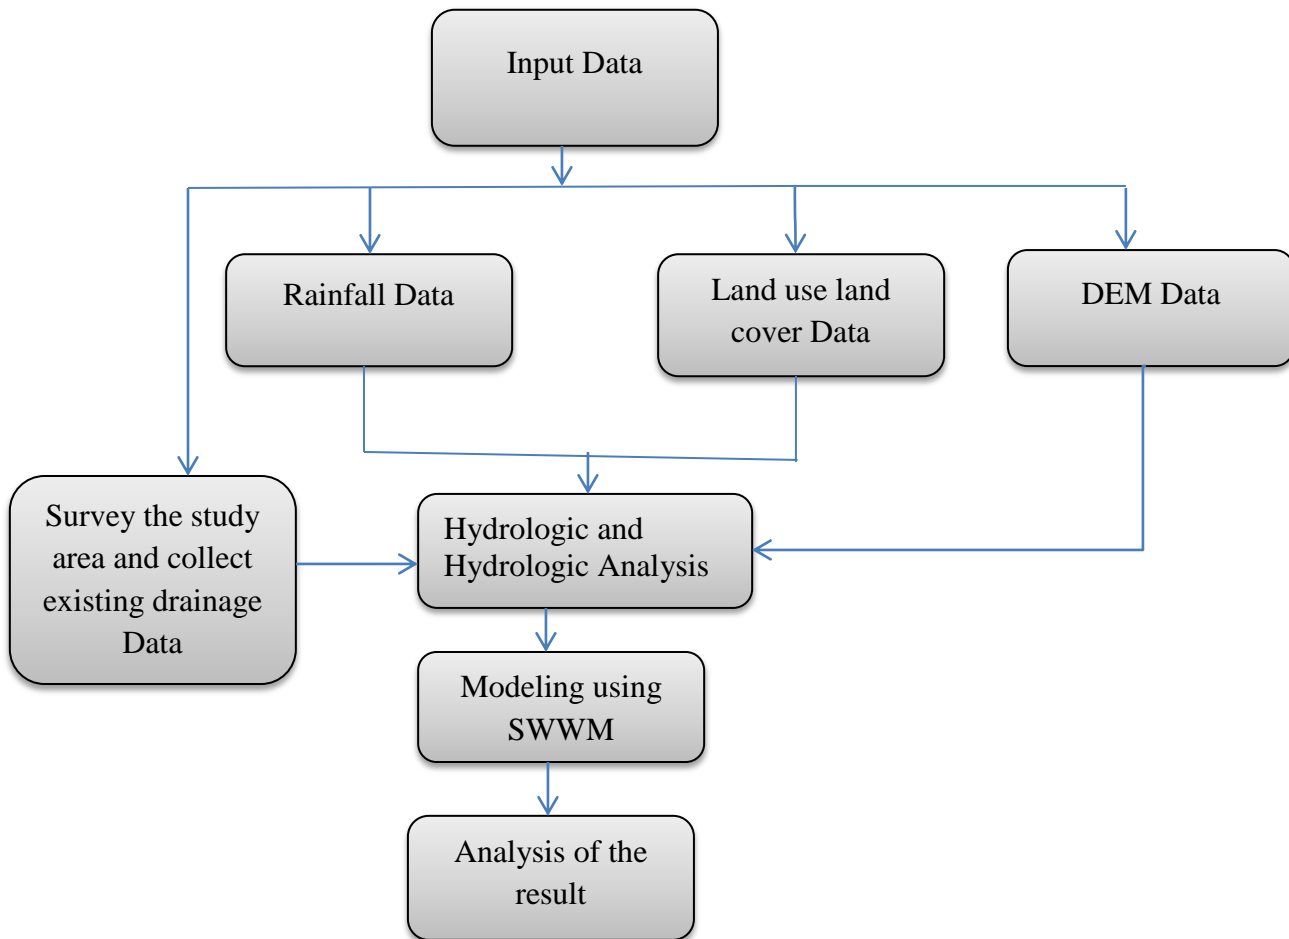 Input Data
Rainfall Data
Land use land
cover Data
DEM Data
Survey the study
area and collect
existing drainage
Data
Hydrologic and
Hydrologic Analysis
Modeling using
SWWM
Analysis of the
result